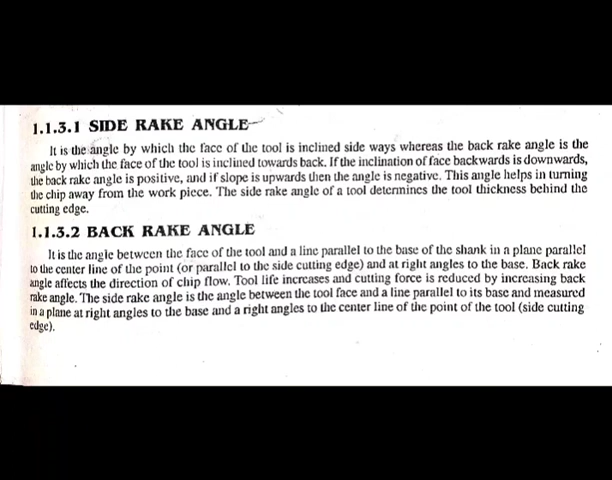 1.1.3.1 SIDE RAKE ANGLE
It is the angle by which the face of the tool is inclined side ways whereas the back rake angle is the
angle by which the face of the tool is inclined towards back. If the inclination of face backwards is downwards,
the back rake angle is positive, and if slope is upwards then the angle is negative. This angle helps in turning
the chip away from the work piece. The side rake angle of a tool determines the tool thickness behind the
cutting edge.
1.1.3.2 BACK RAKE ANGLE
It is the angle between the face of the tool and a line parallel to the base of the shank in a plane parallel
to the center line of the point (or parallel to the side cutting edge) and at right angles to the base. Back rake
angle affects the direction of chip flow. Tool life increases and cutting force is reduced by increasing back
rake angle. The side rake angle is the angle between the tool face and a line parallel to its base and measured
in a plane at right angles to the base and a right angles to the center line of the point of the tool (side cutting
edge).